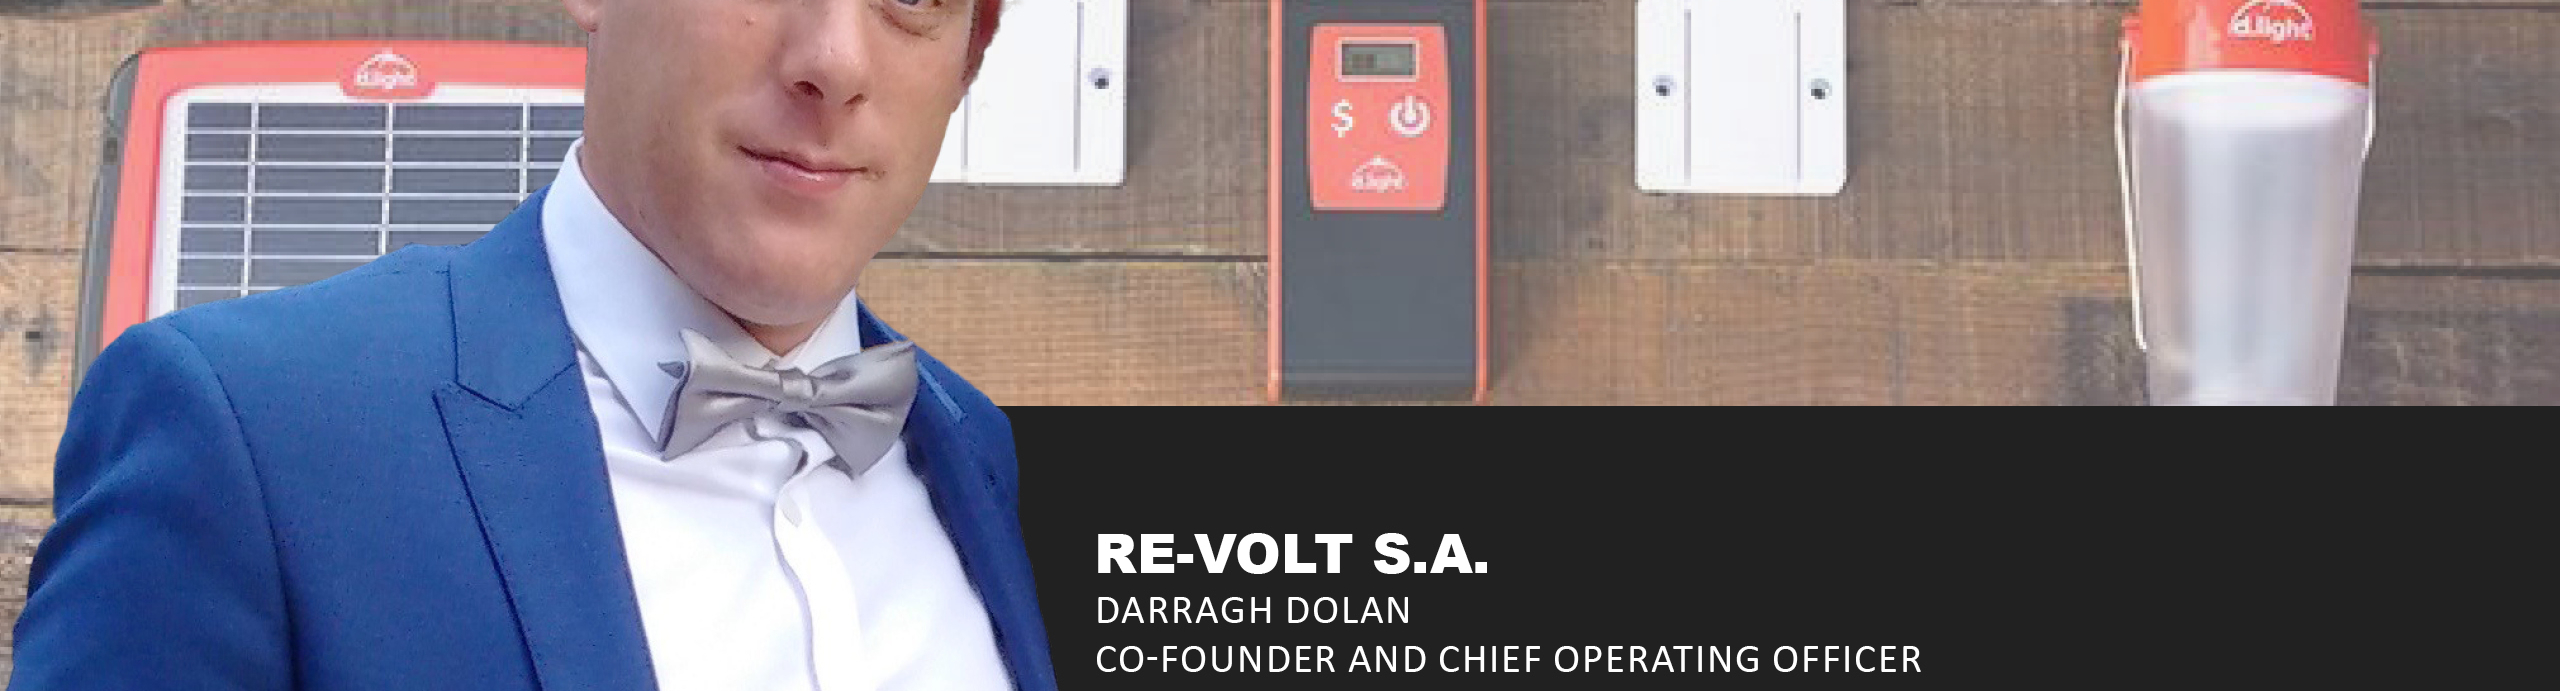 d.light
$
d.light
d.light
RE-VOLT S.A.
DARRAGH DOLAN
CO-FOUNDER AND CHIEF OPERATING OFFICER